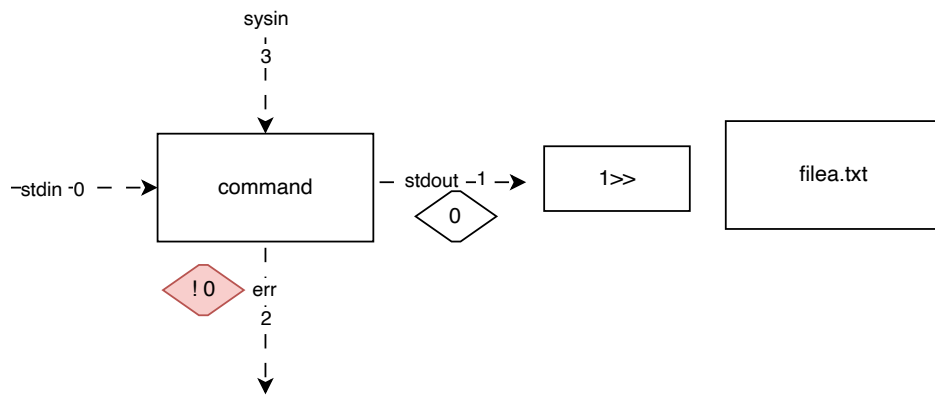 sysin
3
stdin 0
command
stdout 1
0
1>>
filea.txt
! 0
err
2